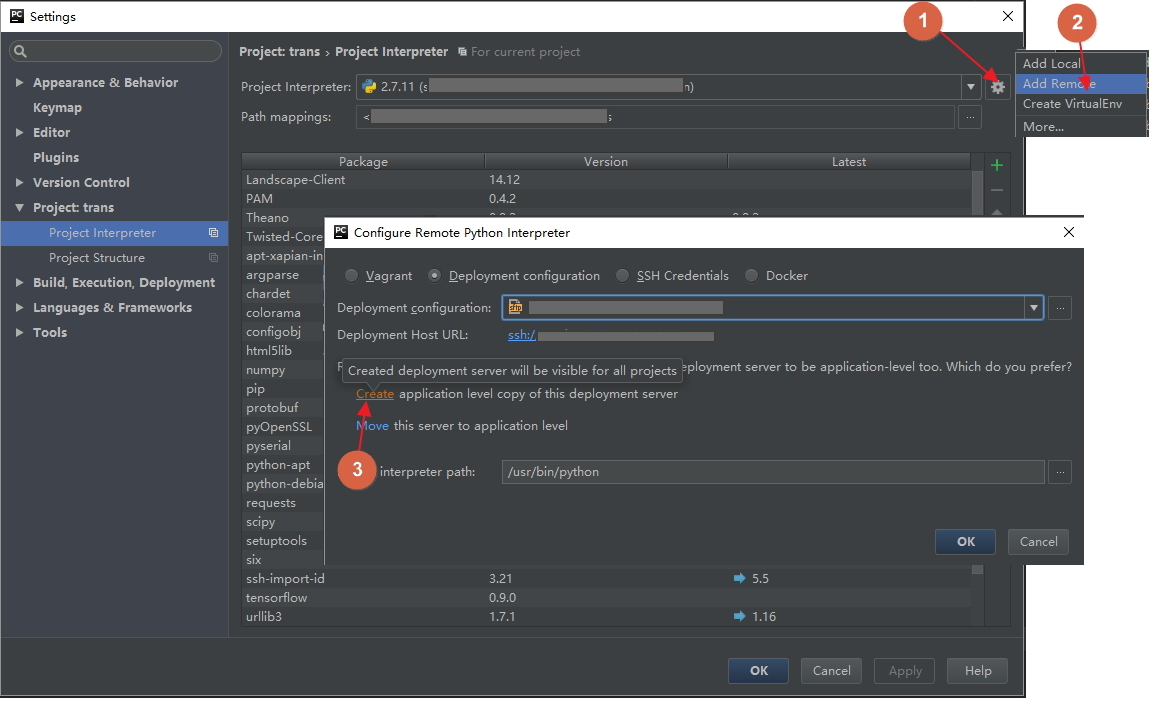 PC Settings
1
2
Project: trans › Project Interpreter For current project
Add Local
Add Remote
Create VirtualEnv
More...
Project Interpreter: 2.7.11 (s n)
Path mappings: < s ...
Appearance & Behavior
Keymap
Editor
Plugins
Version Control
Project: trans
Project Interpreter
Project Structure
Build, Execution, Deployment
Languages & Frameworks
Tools
Package Version Latest
Landscape-Client 14.12
PAM 0.4.2
Theano
Twisted-Core
apt-xapian-in
argparse
chardet
colorama
configobj
html5lib
numpy
pip
protobuf
pyOpenSSL
pyserial
python-apt
python-debia
requests
scipy
setuptools
six
ssh-import-id 3.21 5.5
tensorflow 0.9.0
urllib3 1.7.1 1.16
PC Configure Remote Python Interpreter
Vagrant Deployment configuration SSH Credentials Docker
Deployment configuration: sftp ...
Deployment Host URL: ssh:/
Created deployment server will be visible for all projects
eployment server to be application-level too. Which do you prefer?
Create application level copy of this deployment server
Move this server to application level
3
interpreter path: /usr/bin/python ...
OK Cancel
OK Cancel Apply Help